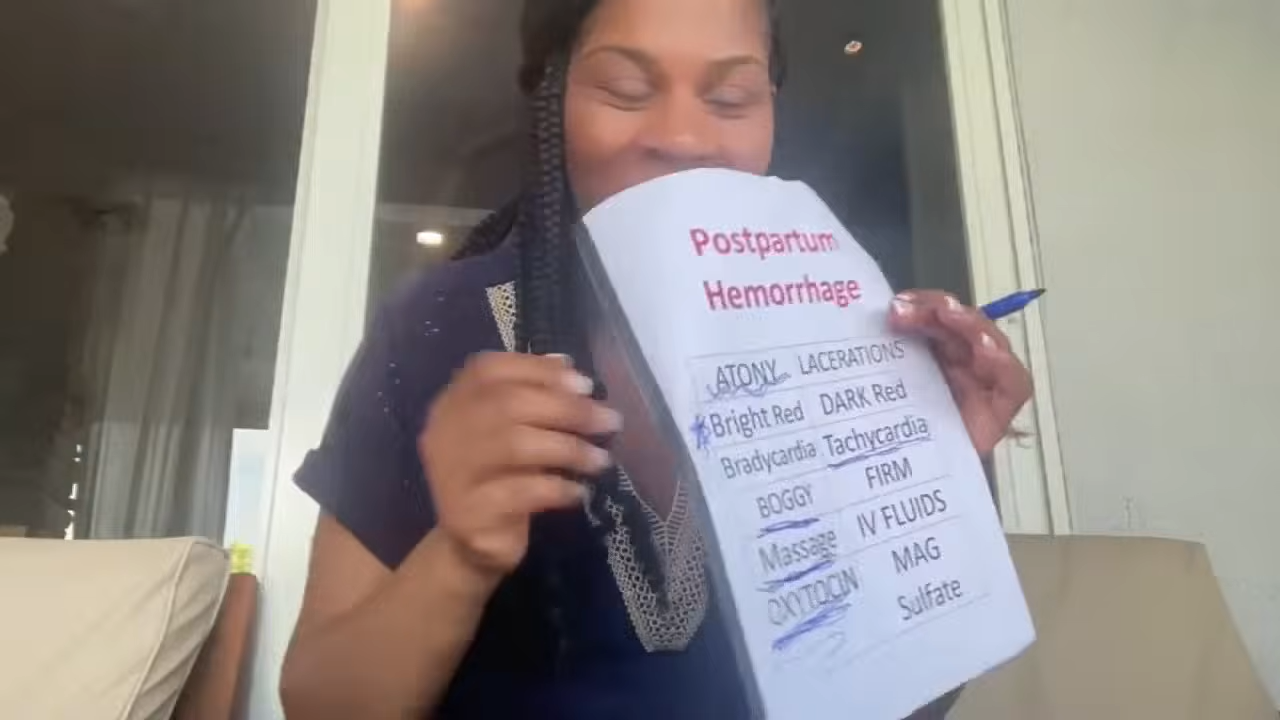 Postpartum
Hemorrhage
ATONY LACERATIONS
Bright Red DARK Red
Bradycardia Tachycardia
BOGGY FIRM
Massage IV FLUIDS
OXYTOCIN MAG
Sulfate